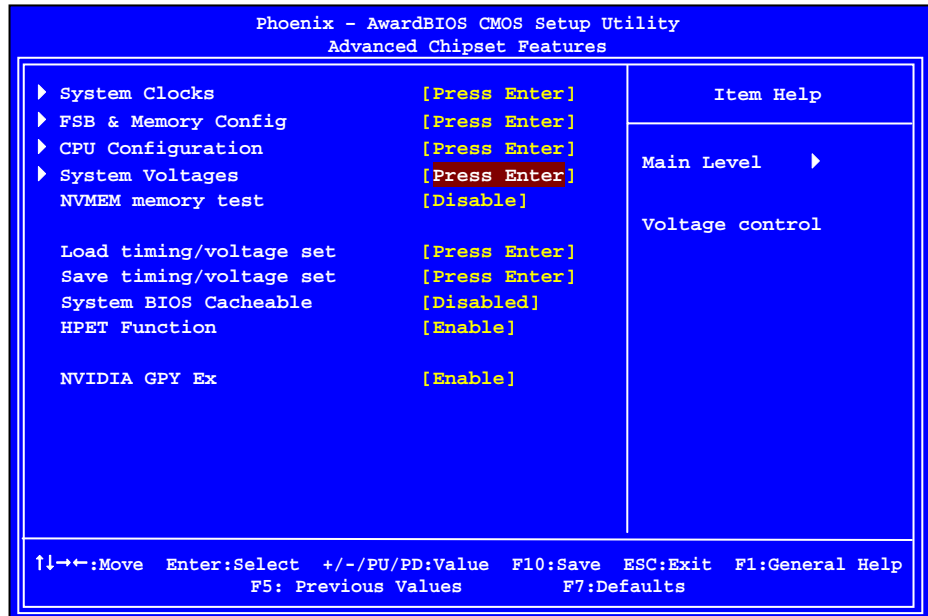 Phoenix – AwardBIOS CMOS Setup Utility
Advanced Chipset Features
System Clocks [Press Enter]
FSB & Memory Config [Press Enter]
CPU Configuration [Press Enter]
System Voltages [Press Enter]
NVMEM memory test [Disable]
Load timing/voltage set [Press Enter]
Save timing/voltage set [Press Enter]
System BIOS Cacheable [Disabled]
HPET Function [Enable]
NVIDIA GPY Ex [Enable]
Item Help
Main Level
Voltage control
↑↓→←:Move Enter:Select +/-/PU/PD:Value F10:Save ESC:Exit F1:General Help
F5: Previous Values F7:Defaults